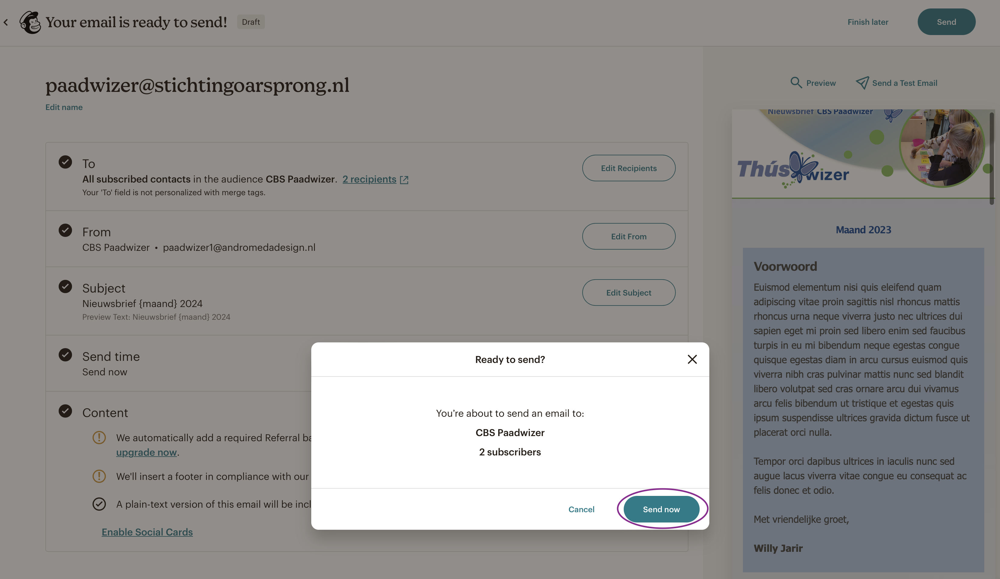 Your email is ready to send!
Draft
Finish later
Send
paadwizer@stichtingoarsprong.nl
Edit name
To
All subscribed contacts in the audience CBS Paadwizer. 2 recipients
Your 'To' field is not personalized with merge tags.
Edit Recipients
From
CBS Paadwizer • paadwizer1@andromedadesign.nl
Edit From
Subject
Nieuwsbrief {maand} 2024
Preview Text: Nieuwsbrief {maand} 2024
Edit Subject
Send time
Send now
Content
We automatically add a required Referral ba
upgrade now.
We'll insert a footer in compliance with our
A plain-text version of this email will be incl
Enable Social Cards
Ready to send?
You’re about to send an email to:
CBS Paadwizer
2 subscribers
Cancel
Send now
Preview
Send a Test Email
Nieuwsbrief CBS Paadwizer
Thús wizer
Maand 2023
Voorwoord
Euismod elementum nisi quis eleifend quam
adipiscing vitae proin sagittis nisl rhoncus mattis
rhoncus urna neque viverra justo nec ultrices dui
sapien eget mi proin sed libero enim sed faucibus
turpis in eu mi bibendum neque egestas congue
quisque egestas diam in arcu cursus euismod quis
viverra nibh cras pulvinar mattis nunc sed blandit
libero volutpat sed cras ornare arcu dui vivamus
arcu felis bibendum ut tristique et egestas quis
ipsum suspendisse ultrices gravida dictum fusce ut
placerat orci nulla.
Tempor orci dapibus ultrices in iaculis nunc sed
augue lacus viverra vitae congue eu consequat ac
felis donec et odio.
Met vriendelijke groet,
Willy Jarir